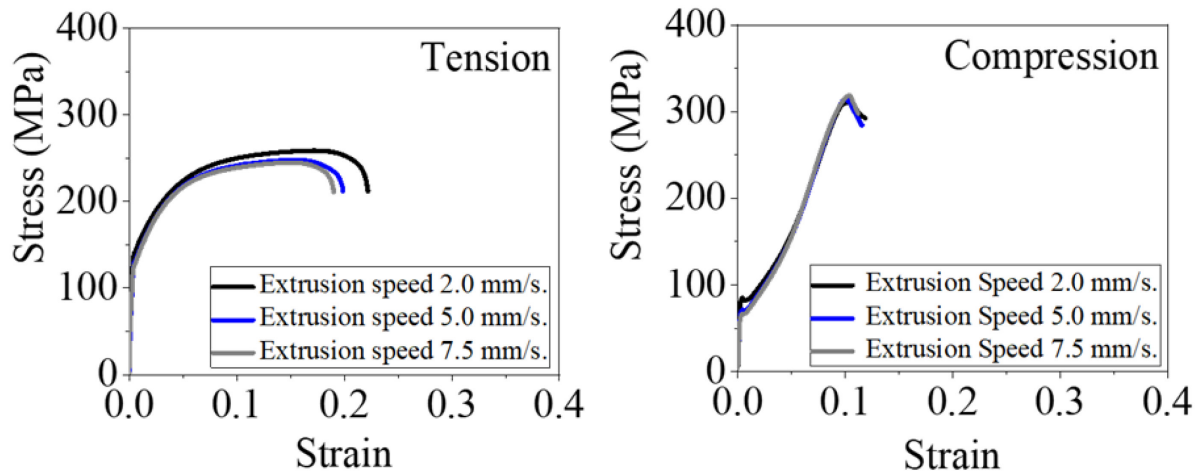 400
300
200
100
0
Stress (MPa)
Tension
Extrusion speed 2.0 mm/s.
Extrusion speed 5.0 mm/s.
Extrusion speed 7.5 mm/s.
0.0 0.1 0.2 0.3 0.4
Strain
400
300
200
100
0
Stress (MPa)
Compression
Extrusion Speed 2.0 mm/s.
Extrusion Speed 5.0 mm/s.
Extrusion Speed 7.5 mm/s.
0.0 0.1 0.2 0.3 0.4
Strain